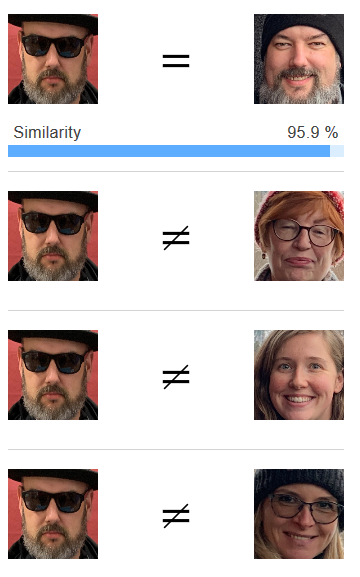 =
Similarity 95.9 %
≠
≠
≠